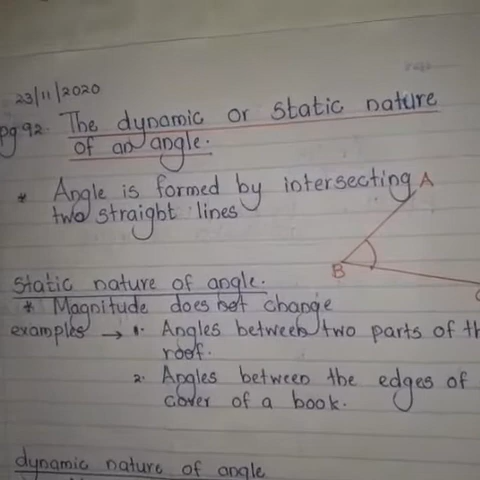 23/11/2020
pg 92. The dynamic or static nature
of an angle.
* Angle is formed by intersecting
two straight lines
A
B
static nature of angle.
* Magnitude does not change
examples → 1. Angles between two parts of th
roof.
2. Angles between the edges of
cover of a book.
dynamic nature of angle